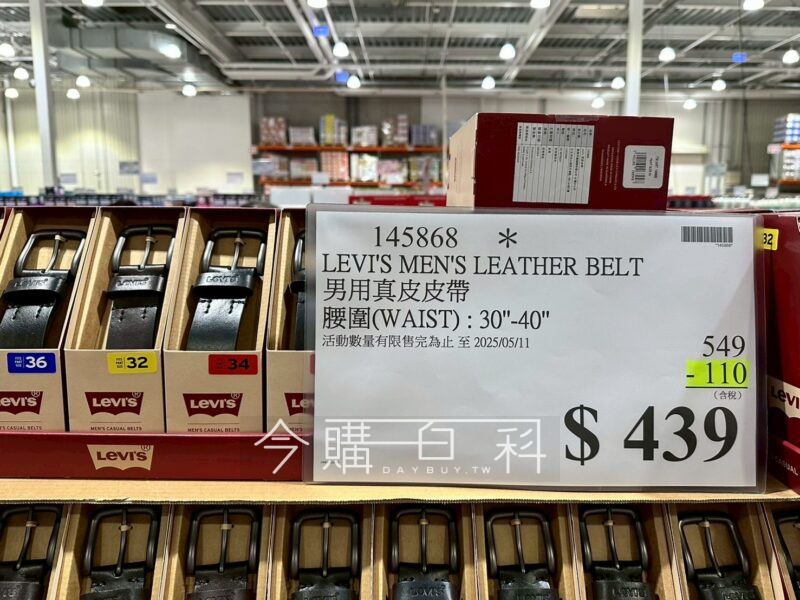 145868 *
LEVI'S MEN'S LEATHER BELT
男用真皮皮帶
腰圍(WAIST) : 30"-40"
活動數量有限售完為止 至 2025/05/11
549
- 110
(含稅)
$ 439
32
36
32
34
LEVI'S®
LEVI'S®
LEVI'S®
MEN'S CASUAL BELTS
MEN'S CASUAL BELTS
LEVI'S®
今購百科
DAYBUY.TW